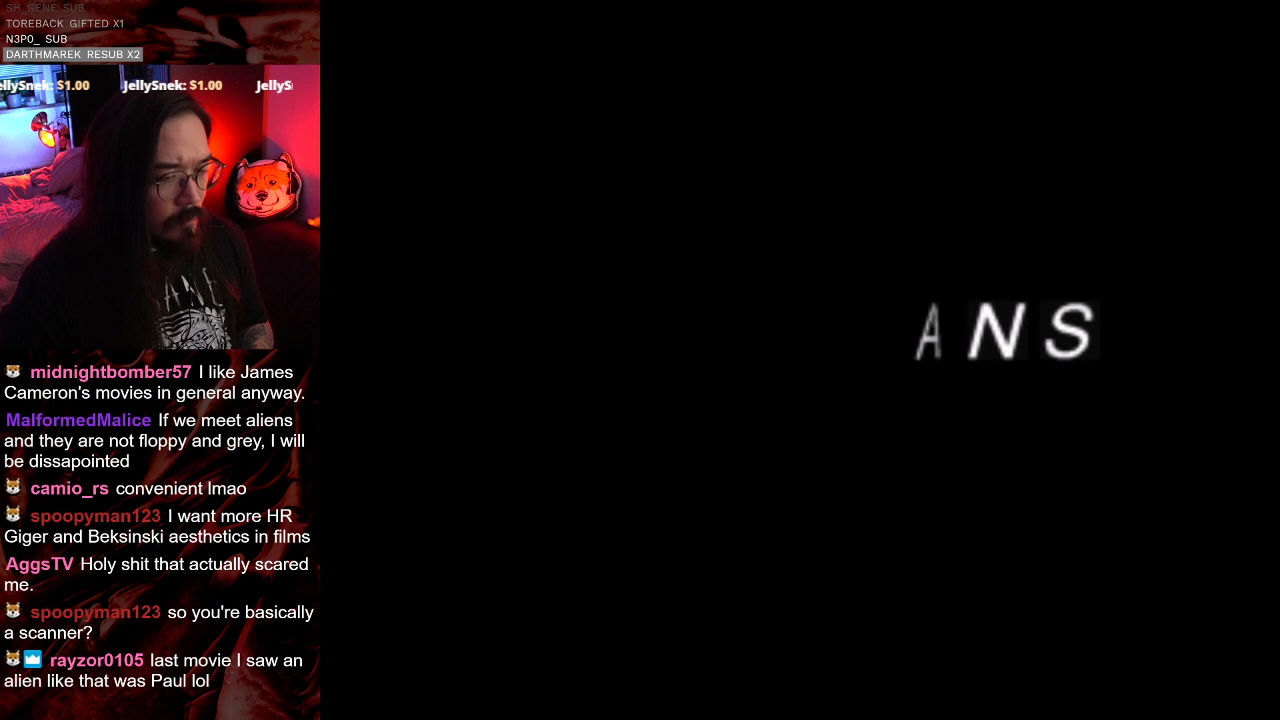 SH_GENE SUB
TOREBACK GIFTED X1
N3P0_ SUB
DARTHMAREK RESUB X2
ellySnek: $1.00 JellySnek: $1.00 JellyS
ANE
A N S
midnightbomber57 I like James
Cameron's movies in general anyway.
MalformedMalice If we meet aliens
and they are not floppy and grey, I will
be dissapointed
camio_rs convenient lmao
spoopyman123 I want more HR
Giger and Beksinski aesthetics in films
AggsTV Holy shit that actually scared
me.
spoopyman123 so you're basically
a scanner?
rayzor0105 last movie I saw an
alien like that was Paul lol